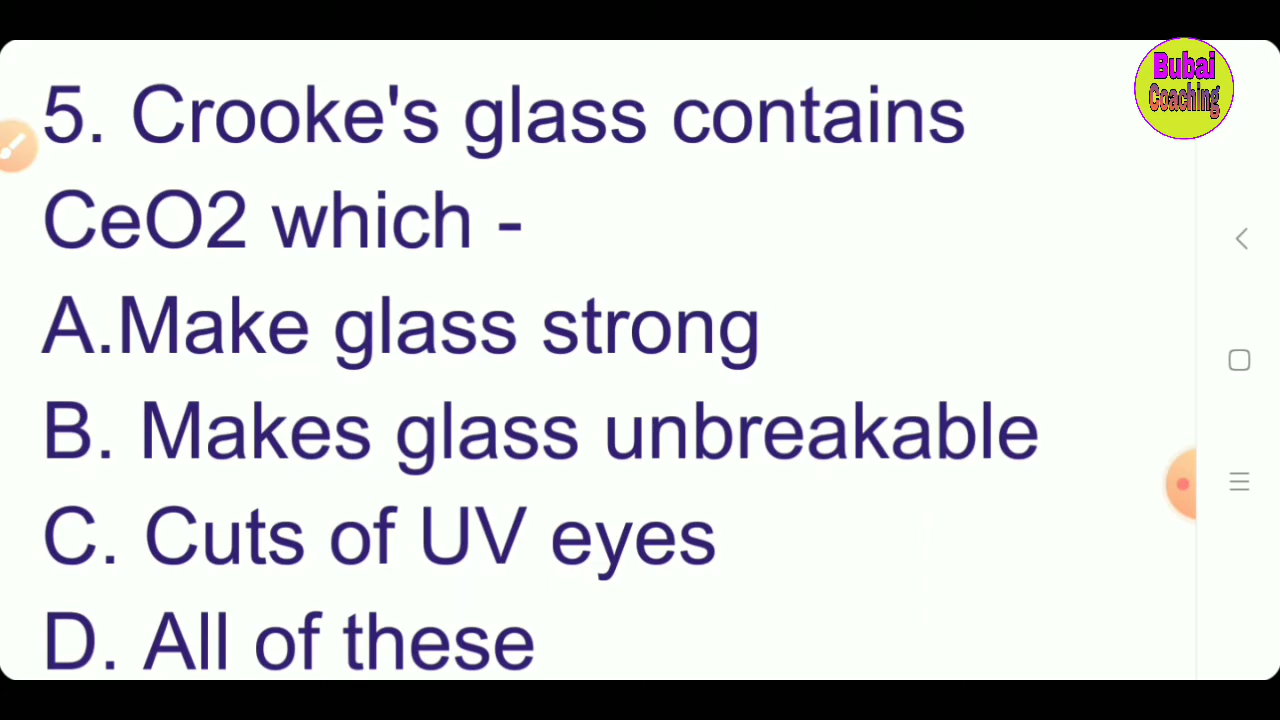 Bubai
Coaching
5. Crooke's glass contains
CeO2 which -
A.Make glass strong
B. Makes glass unbreakable
C. Cuts of UV eyes
D. All of these